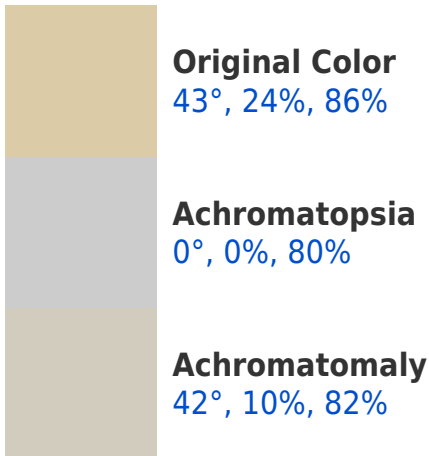 Original Color
43°, 24%, 86%
Achromatopsia
0°, 0%, 80%
Achromatomaly
42°, 10%, 82%